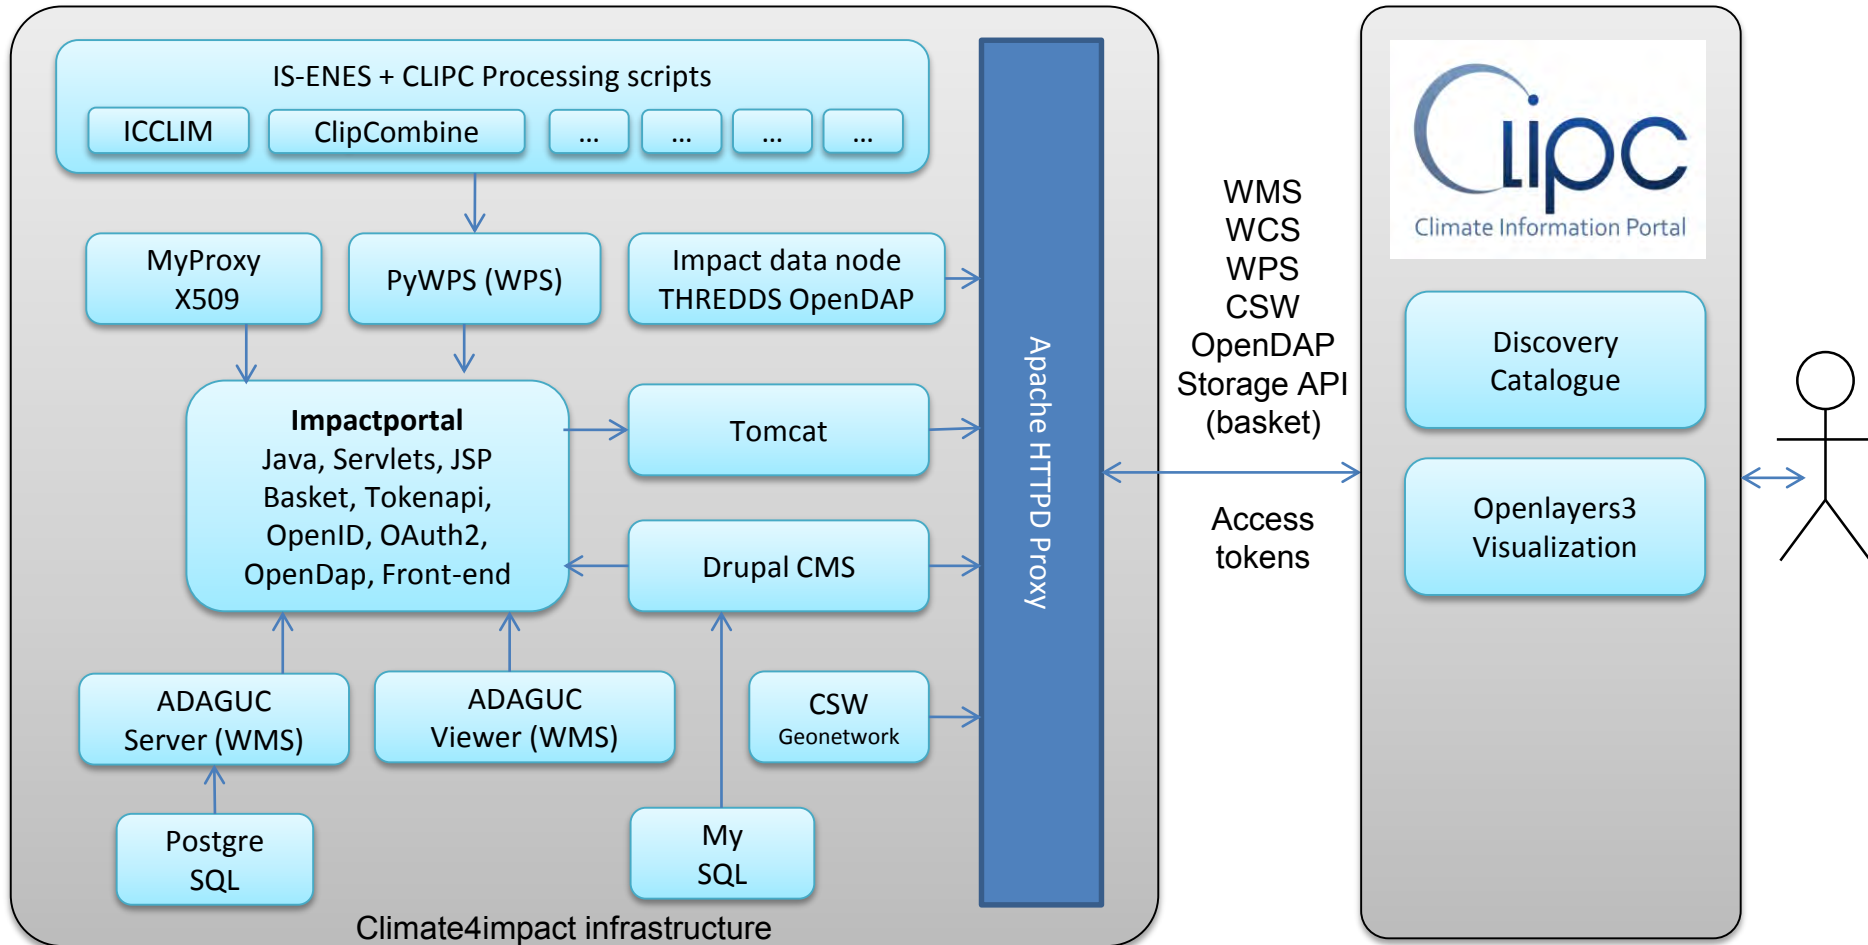 IS-ENES + CLIPC Processing scripts
ICCLIM
ClipCombine
...
...
...
...
MyProxy
X509
PyWPS (WPS)
Impact data node
THREDDS OpenDAP
Impactportal
Java, Servlets, JSP
Basket, Tokenapi,
OpenID, OAuth2,
OpenDap, Front-end
Tomcat
Drupal CMS
ADAGUC
Server (WMS)
ADAGUC
Viewer (WMS)
CSW
Geonetwork
Postgre
SQL
My
SQL
Climate4impact infrastructure
Apache HTTPD Proxy
WMS
WCS
WPS
CSW
OpenDAP
Storage API
(basket)
Access
tokens
CLIPC
Climate Information Portal
Discovery
Catalogue
Openlayers3
Visualization